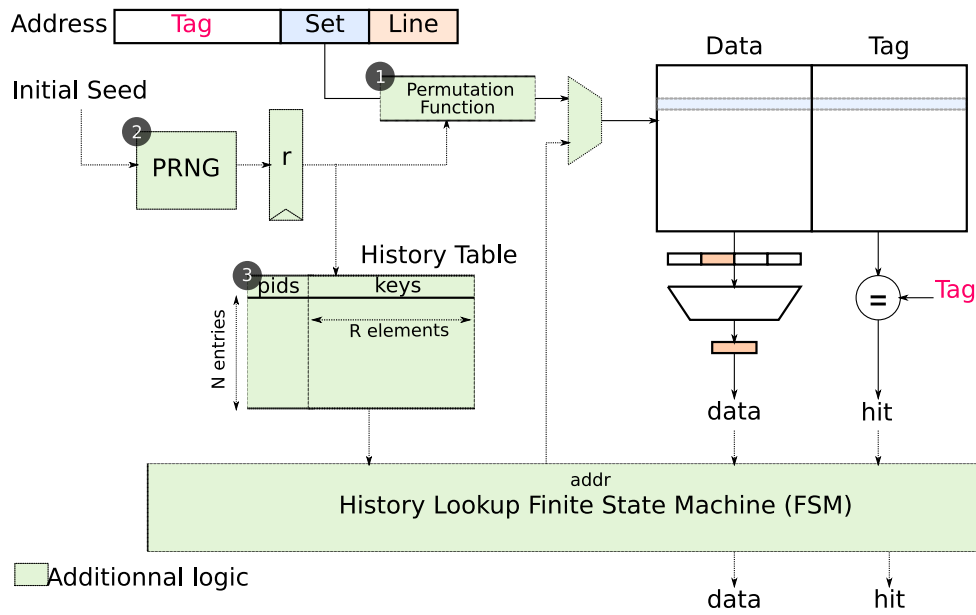 Address
Tag
Set
Line
Data
Tag
1
Permutation
Function
Initial Seed
2
PRNG
r
History Table
3
pids
keys
R elements
N entries
=
Tag
data
hit
addr
History Lookup Finite State Machine (FSM)
Additionnal logic
data
hit